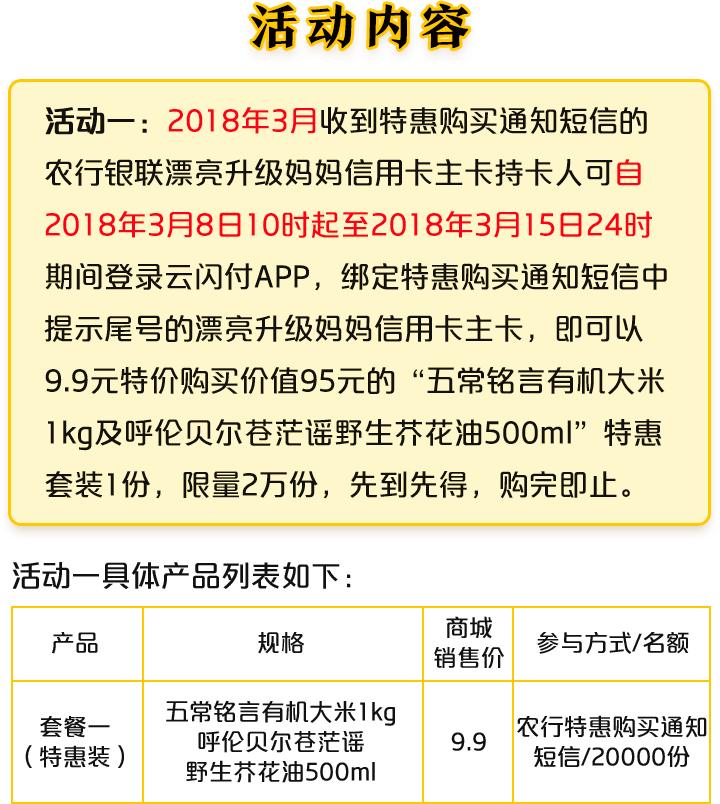 活动内容
活动一：2018年3月收到特惠购买通知短信的
农行银联漂亮升级妈妈信用卡主卡持卡人可自
2018年3月8日10时起至2018年3月15日24时
期间登录云闪付APP，绑定特惠购买通知短信中
提示尾号的漂亮升级妈妈信用卡主卡，即可以
9.9元特价购买价值95元的“五常铭言有机大米
1kg及呼伦贝尔苍茫谣野生芥花油500ml”特惠
套装1份，限量2万份，先到先得，购完即止。
活动一具体产品列表如下：
产品
规格
商城
销售价
参与方式/名额
套餐一
（特惠装）
五常铭言有机大米1kg
呼伦贝尔苍茫谣
野生芥花油500ml
9.9
农行特惠购买通知
短信/20000份